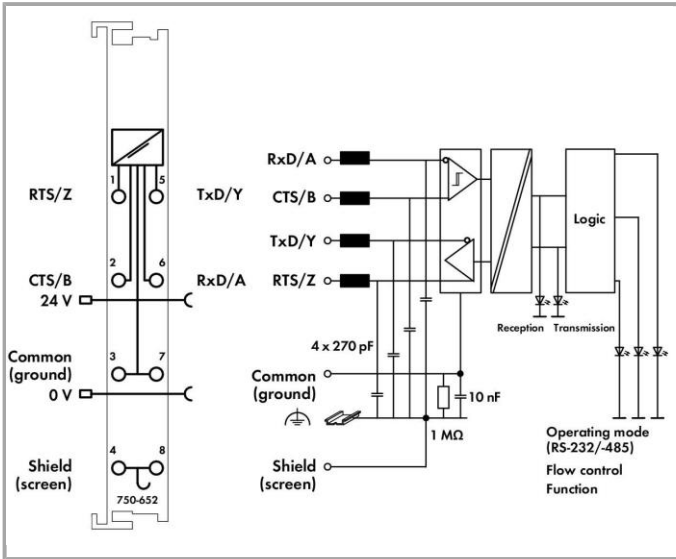 1 5
RTS/Z TxD/Y
2 6
CTS/B RxD/A
24 V
3 7
Common
(ground)
0 V
4 8
Shield
(screen)
750-652
RxD/A
CTS/B
TxD/Y
RTS/Z
Logic
Reception Transmission
4 x 270 pF
Common
(ground)
10 nF
1 MΩ
Shield
(screen)
Operating mode
(RS-232/-485)
Flow control
Function